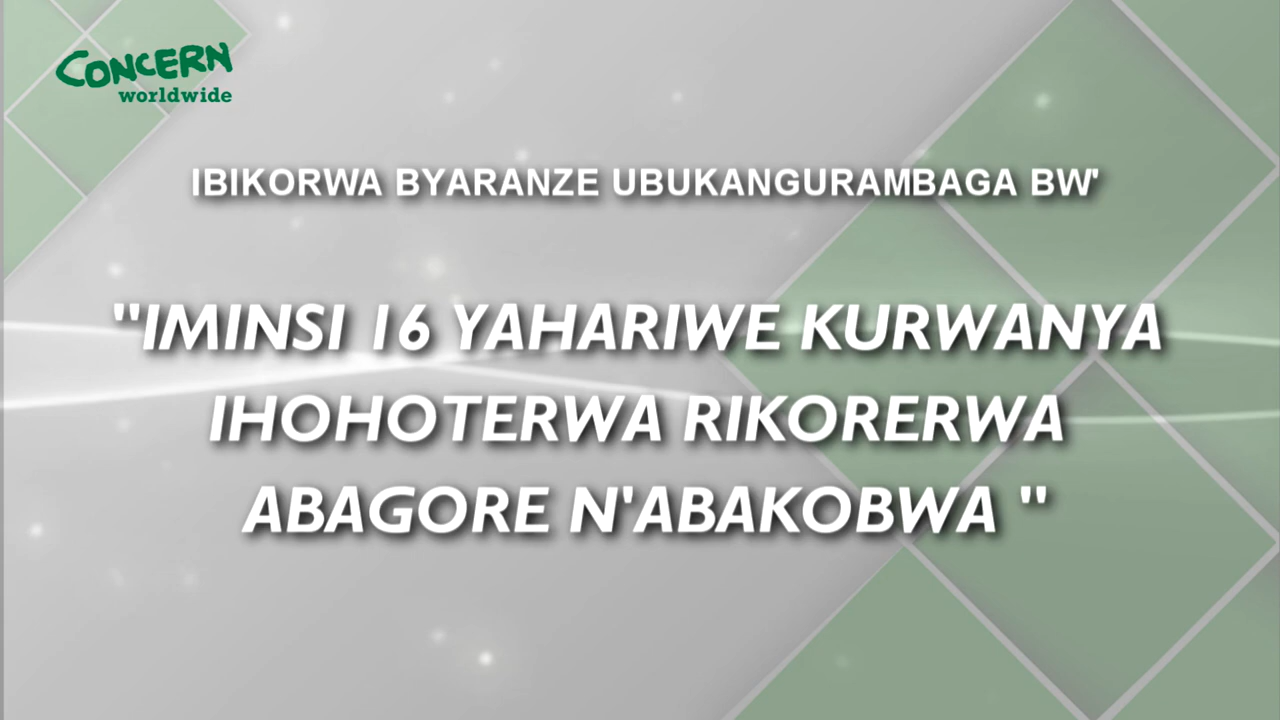 CONCERN
worldwide
IBIKORWA BYARANZE UBUKANGURAMBAGA BW'
"IMINSI 16 YAHARIWE KURWANYA
IHOHOTERWA RIKORERWA
ABAGORE N'ABAKOBWA "